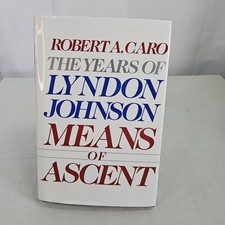 ROBERT A. CARO
THE YEARS OF
LYNDON
JOHNSON
MEANS
OF
ASCENT